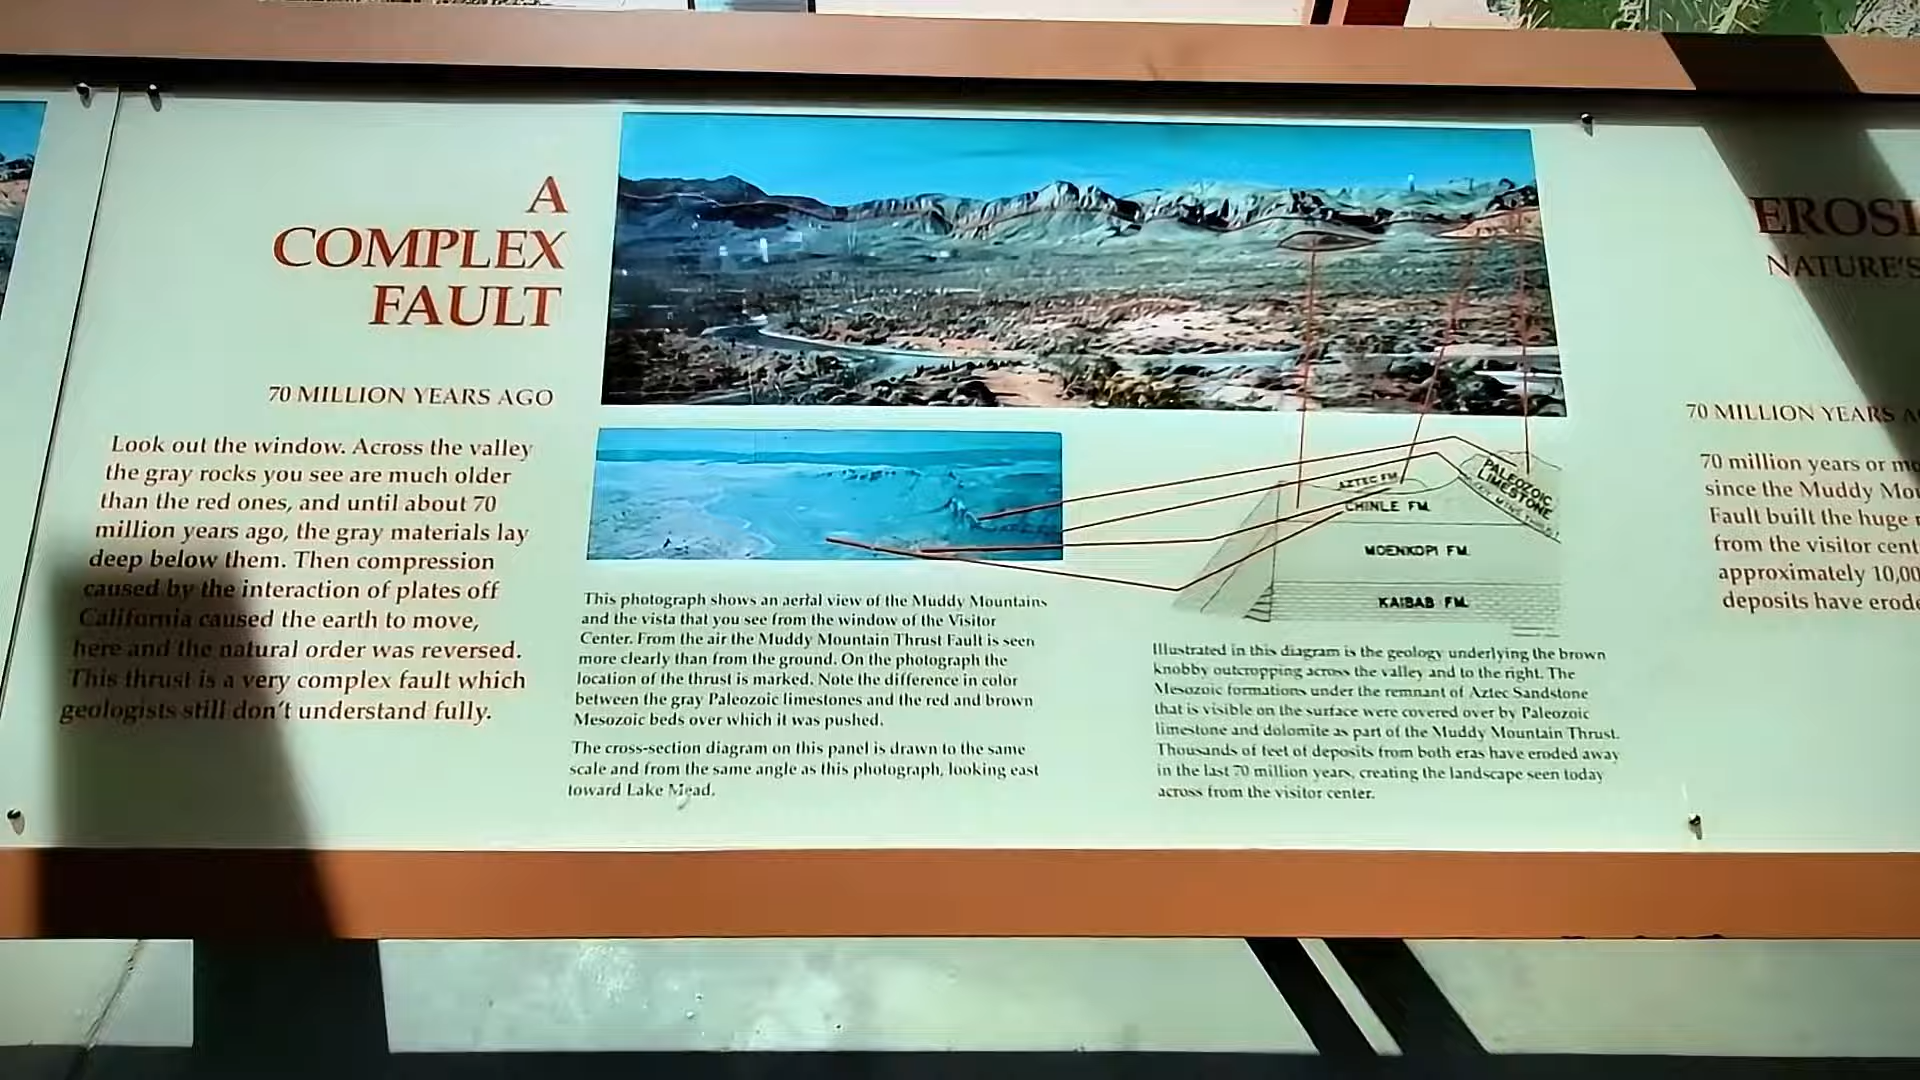 A
COMPLEX
FAULT
70 MILLION YEARS AGO
Look out the window. Across the valley
the gray rocks you see are much older
than the red ones, and until about 70
million years ago, the gray materials lay
deep below them. Then compression
caused by the interaction of plates off
California caused the earth to move,
here and the natural order was reversed.
This thrust is a very complex fault which
geologists still don't understand fully.
This photograph shows an aerial view of the Muddy Mountains
and the vista that you see from the window of the Visitor
Center. From the air the Muddy Mountain Thrust Fault is seen
more clearly than from the ground. On the photograph the
location of the thrust is marked. Note the difference in color
between the gray Paleozoic limestones and the red and brown
Mesozoic beds over which it was pushed.
The cross-section diagram on this panel is drawn to the same
scale and from the same angle as this photograph, looking east
toward Lake Mead.
AZTEC FM.
PALEOZOIC
LIMESTONE
CHINLE FM.
MOENKOPI FM.
KAIBAB FM.
Illustrated in this diagram is the geology underlying the brown
knobby outcropping across the valley and to the right. The
Mesozoic formations under the remnant of Aztec Sandstone
that is visible on the surface were covered over by Paleozoic
limestone and dolomite as part of the Muddy Mountain Thrust.
Thousands of feet of deposits from both eras have eroded away
in the last 70 million years, creating the landscape seen today
across from the visitor center.
EROSI
NATURE'S
70 MILLION YEARS A
70 million years or mo
since the Muddy Mou
Fault built the huge
from the visitor cent
approximately 10,00
deposits have erode